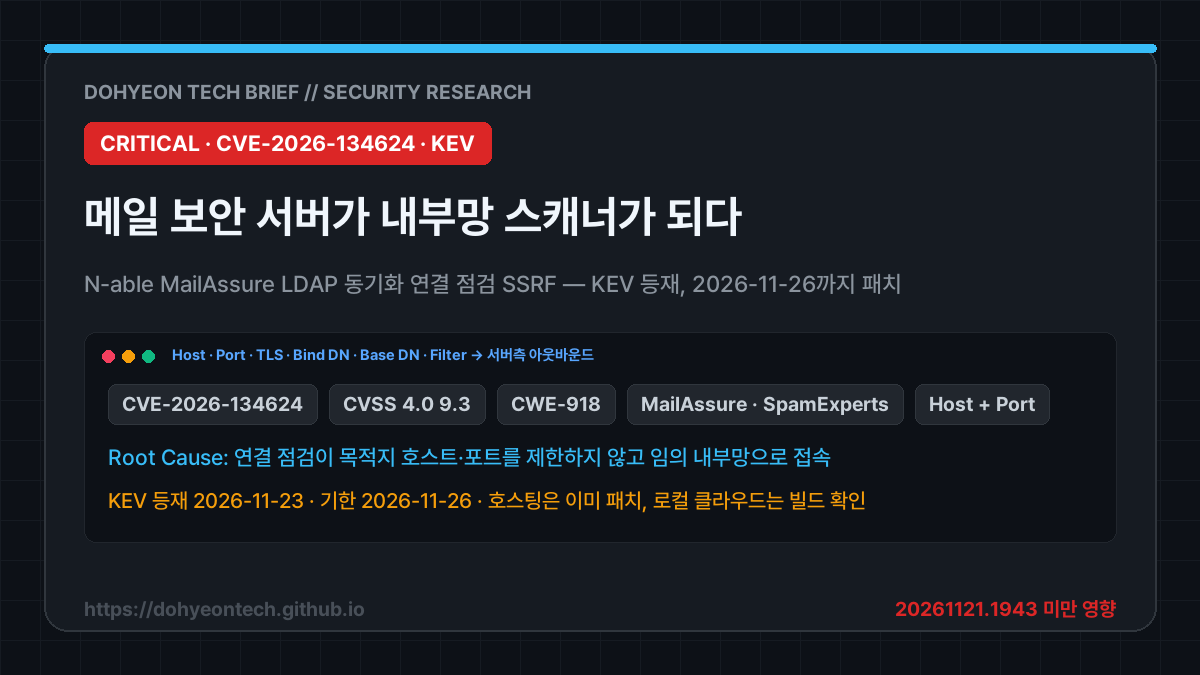 DOHYEON TECH BRIEF // SECURITY RESEARCH
CRITICAL · CVE-2026-134624 · KEV
메일 보안 서버가 내부망 스캐너가 되다
N-able MailAssure LDAP 동기화 연결 점검 SSRF — KEV 등재, 2026-11-26까지 패치
Host · Port · TLS · Bind DN · Base DN · Filter → 서버측 아웃바운드
CVE-2026-134624 CVSS 4.0 9.3 CWE-918 MailAssure · SpamExperts Host + Port
Root Cause: 연결 점검이 목적지 호스트·포트를 제한하지 않고 임의 내부망으로 접속
KEV 등재 2026-11-23 · 기한 2026-11-26 · 호스팅은 이미 패치, 로컬 클라우드는 빌드 확인
https://dohyeontech.github.io 20261121.1943 미만 영향